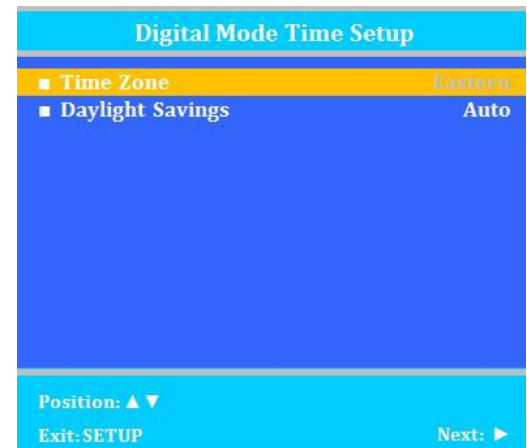 Digital Mode Time Setup
■ Time Zone Eastern
■ Daylight Savings Auto
Position: ▲ ▼
Exit: SETUP Next: ►